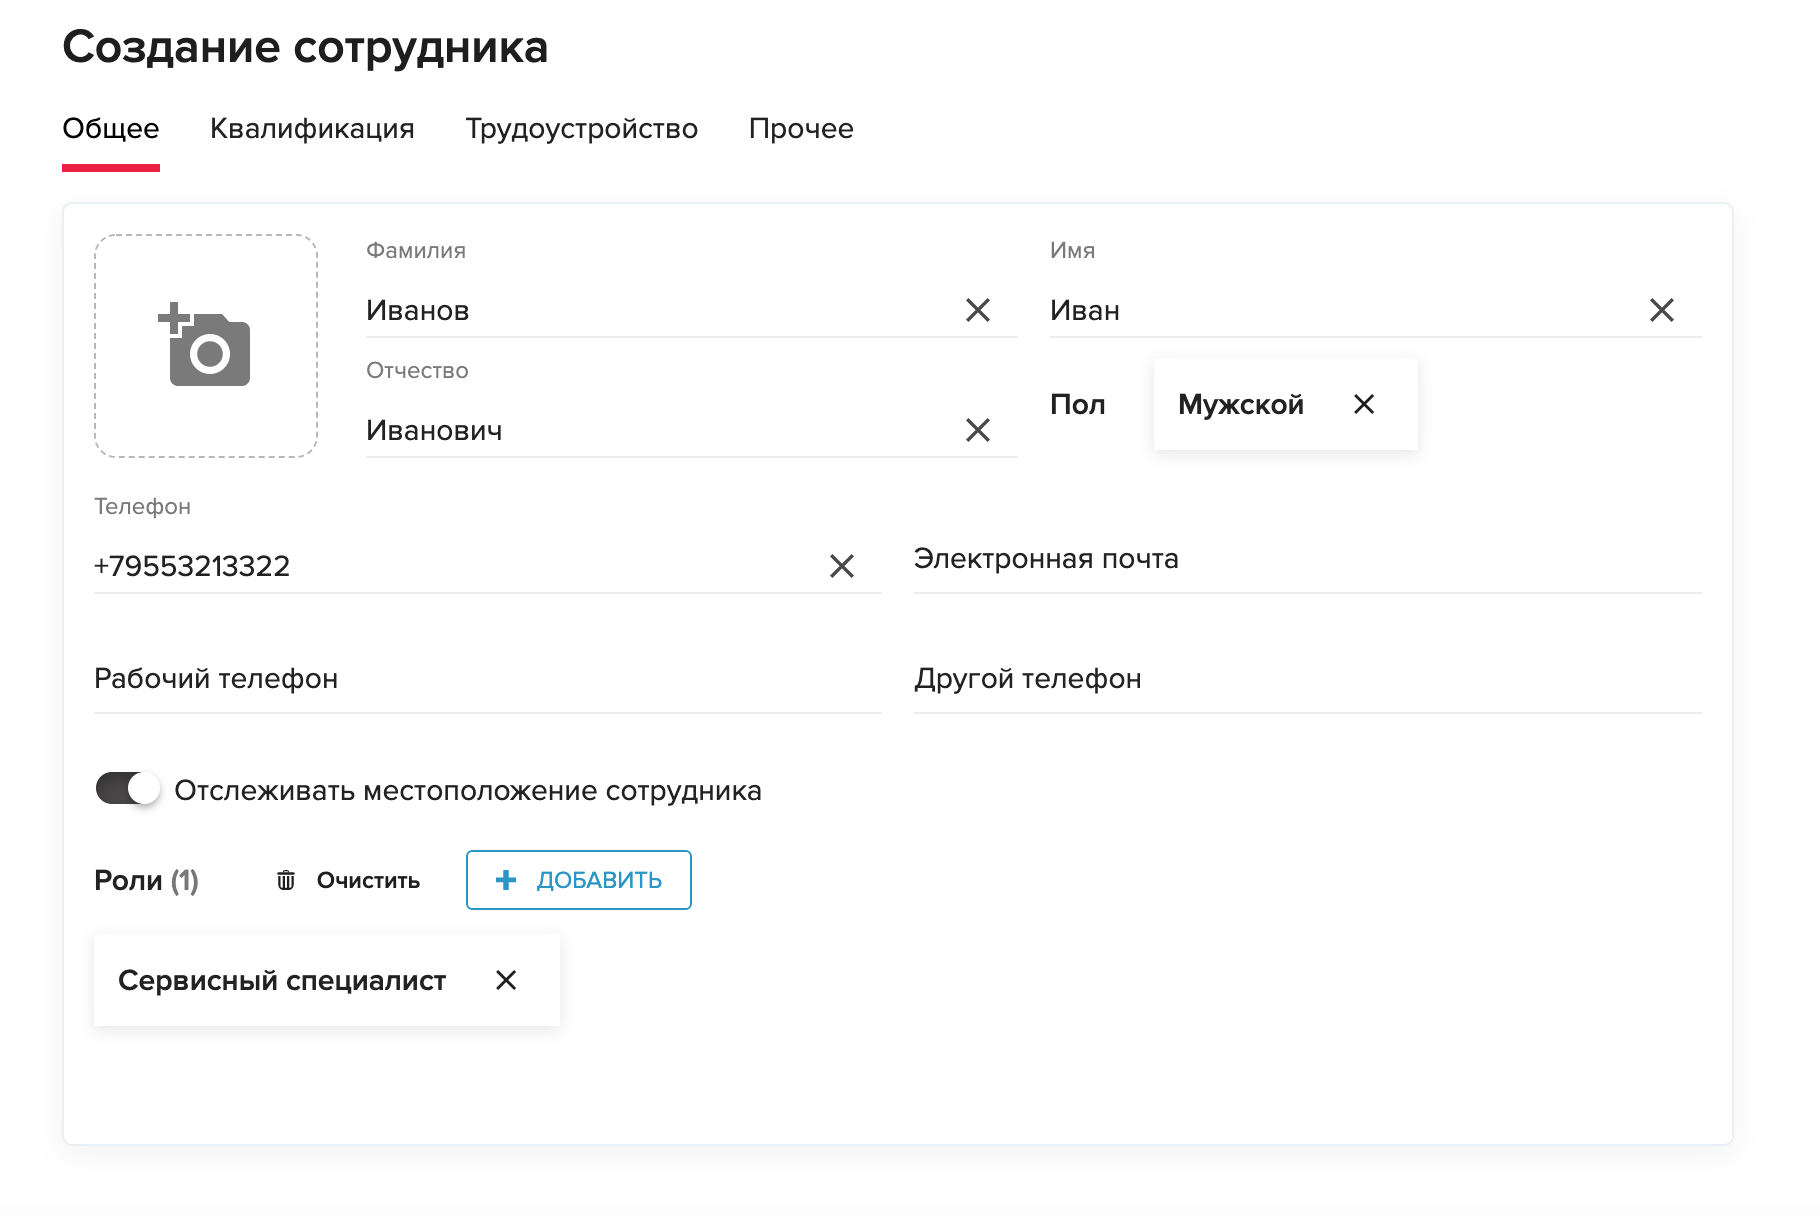 Создание сотрудника
Общее Квалификация Трудоустройство Прочее
Фамилия Имя
Иванов Иван
Отчество
Иванович
Пол Мужской
Телефон
+79553213322
Электронная почта
Рабочий телефон Другой телефон
Отслеживать местоположение сотрудника
Роли (1) Очистить ДОБАВИТЬ
Сервисный специалист